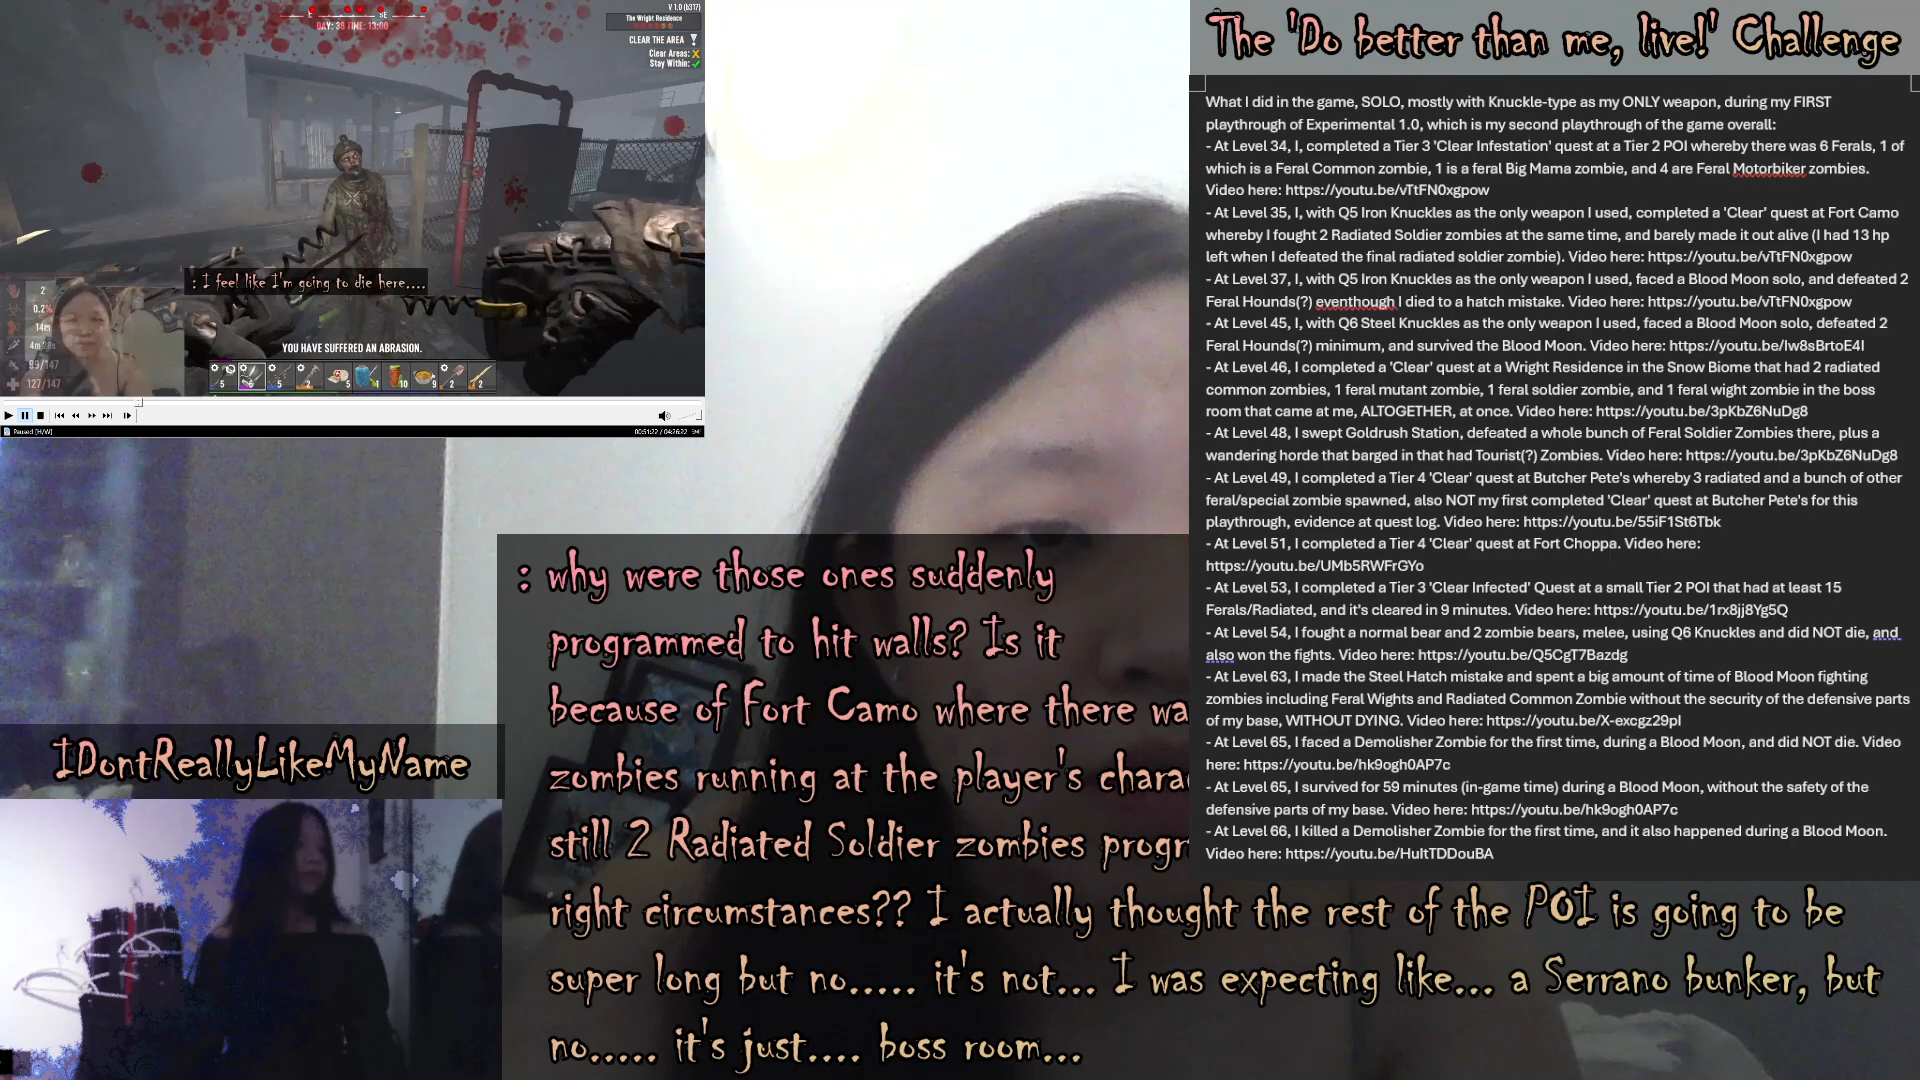 V 1.0 (b317)
E SE
DAY: 38 TIME: 13:00
The Wright Residence
CLEAR THE AREA
Clear Areas: X
Stay Within: ✓
: I feel like I'm going to die here....
YOU HAVE SUFFERED AN ABRASION.
2
0.2%
14m
4m 28s
89/147
127/147
5 6 5 2 5 4 10 9 2 2
Paused [H/W]
00:51:22 / 04:26:22
The 'Do better than me, live!' Challenge
What I did in the game, SOLO, mostly with Knuckle-type as my ONLY weapon, during my FIRST
playthrough of Experimental 1.0, which is my second playthrough of the game overall:
- At Level 34, I, completed a Tier 3 'Clear Infestation' quest at a Tier 2 POI whereby there was 6 Ferals, 1 of
which is a Feral Common zombie, 1 is a feral Big Mama zombie, and 4 are Feral Motorbiker zombies.
Video here: https://youtu.be/vTtFN0xgpow
- At Level 35, I, with Q5 Iron Knuckles as the only weapon I used, completed a 'Clear' quest at Fort Camo
whereby I fought 2 Radiated Soldier zombies at the same time, and barely made it out alive (I had 13 hp
left when I defeated the final radiated soldier zombie). Video here: https://youtu.be/vTtFN0xgpow
- At Level 37, I, with Q5 Iron Knuckles as the only weapon I used, faced a Blood Moon solo, and defeated 2
Feral Hounds(?) eventhough I died to a hatch mistake. Video here: https://youtu.be/vTtFN0xgpow
- At Level 45, I, with Q6 Steel Knuckles as the only weapon I used, faced a Blood Moon solo, defeated 2
Feral Hounds(?) minimum, and survived the Blood Moon. Video here: https://youtu.be/Iw8sBrtoE4I
- At Level 46, I completed a 'Clear' quest at a Wright Residence in the Snow Biome that had 2 radiated
common zombies, 1 feral mutant zombie, 1 feral soldier zombie, and 1 feral wight zombie in the boss
room that came at me, ALTOGETHER, at once. Video here: https://youtu.be/3pKbZ6NuDg8
- At Level 48, I swept Goldrush Station, defeated a whole bunch of Feral Soldier Zombies there, plus a
wandering horde that barged in that had Tourist(?) Zombies. Video here: https://youtu.be/3pKbZ6NuDg8
- At Level 49, I completed a Tier 4 'Clear' quest at Butcher Pete's whereby 3 radiated and a bunch of other
feral/special zombie spawned, also NOT my first completed 'Clear' quest at Butcher Pete's for this
playthrough, evidence at quest log. Video here: https://youtu.be/55iF1St6Tbk
- At Level 51, I completed a Tier 4 'Clear' quest at Fort Choppa. Video here:
https://youtu.be/UMb5RWFrGYo
- At Level 53, I completed a Tier 3 'Clear Infected' Quest at a small Tier 2 POI that had at least 15
Ferals/Radiated, and it's cleared in 9 minutes. Video here: https://youtu.be/1rx8jj8Yg5Q
- At Level 54, I fought a normal bear and 2 zombie bears, melee, using Q6 Knuckles and did NOT die, and
also won the fights. Video here: https://youtu.be/Q5CgT7Bazdg
- At Level 63, I made the Steel Hatch mistake and spent a big amount of time of Blood Moon fighting
zombies including Feral Wights and Radiated Common Zombie without the security of the defensive parts
of my base, WITHOUT DYING. Video here: https://youtu.be/X-excgz29pI
- At Level 65, I faced a Demolisher Zombie for the first time, during a Blood Moon, and did NOT die. Video
here: https://youtu.be/hk9ogh0AP7c
- At Level 65, I survived for 59 minutes (in-game time) during a Blood Moon, without the safety of the
defensive parts of my base. Video here: https://youtu.be/hk9ogh0AP7c
- At Level 66, I killed a Demolisher Zombie for the first time, and it also happened during a Blood Moon.
Video here: https://youtu.be/HuItTDDouBA
: why were those ones suddenly
programmed to hit walls? Is it
because of Fort Camo where there wa
zombies running at the player's chara
still 2 Radiated Soldier zombies progr
right circumstances?? I actually thought the rest of the POI is going to be
super long but no..... it's not... I was expecting like... a Serrano bunker, but
no..... it's just.... boss room...
IDontReallyLikeMyName